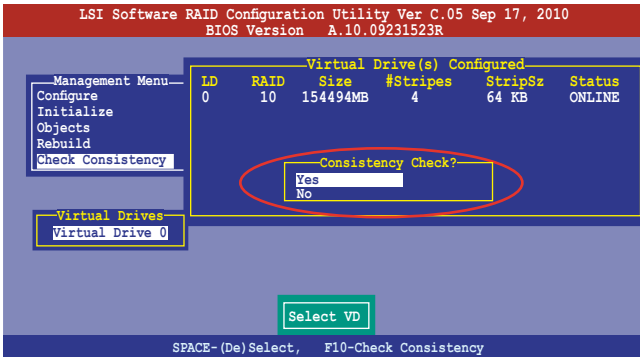 LSI Software RAID Configuration Utility Ver C.05 Sep 17, 2010
BIOS Version A.10.09231523R
Virtual Drive(s) Configured
LD RAID Size #Stripes StripSz Status
0 10 154494MB 4 64 KB ONLINE
Management Menu
Configure
Initialize
Objects
Rebuild
Check Consistency
Consistency Check?
Yes
No
Virtual Drives
Virtual Drive 0
Select VD
SPACE-(De)Select, F10-Check Consistency